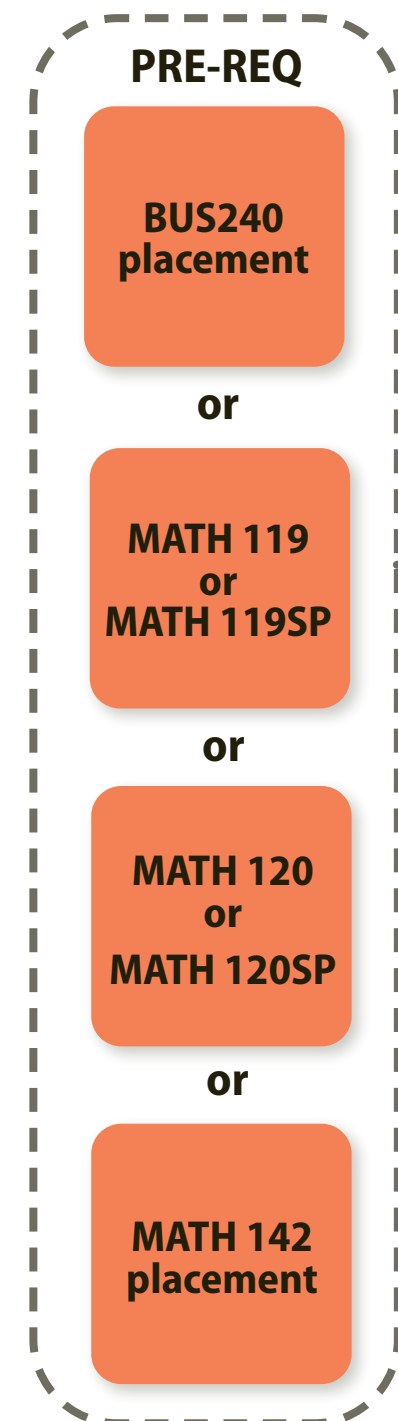 PRE-REQ
BUS240
placement
or
MATH 119
or
MATH 119SP
or
MATH 120
or
MATH 120SP
or
MATH 142
placement